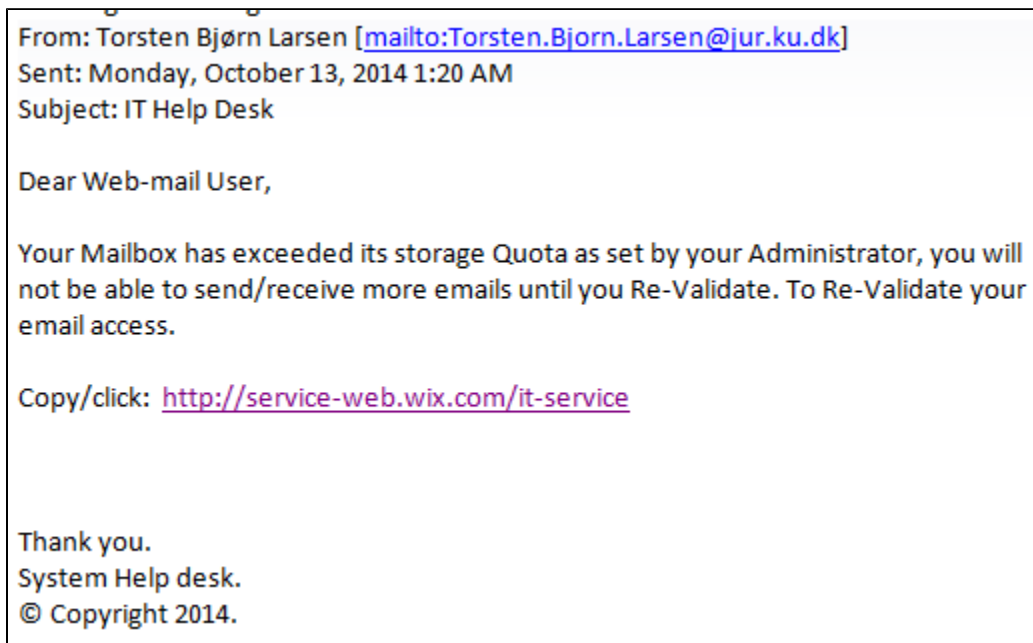 From: Torsten Bjørn Larsen [mailto:Torsten.Bjorn.Larsen@jur.ku.dk]
Sent: Monday, October 13, 2014 1:20 AM
Subject: IT Help Desk
Dear Web-mail User,
Your Mailbox has exceeded its storage Quota as set by your Administrator, you will
not be able to send/receive more emails until you Re-Validate. To Re-Validate your
email access.
Copy/click: http://service-web.wix.com/it-service
Thank you.
System Help desk.
© Copyright 2014.